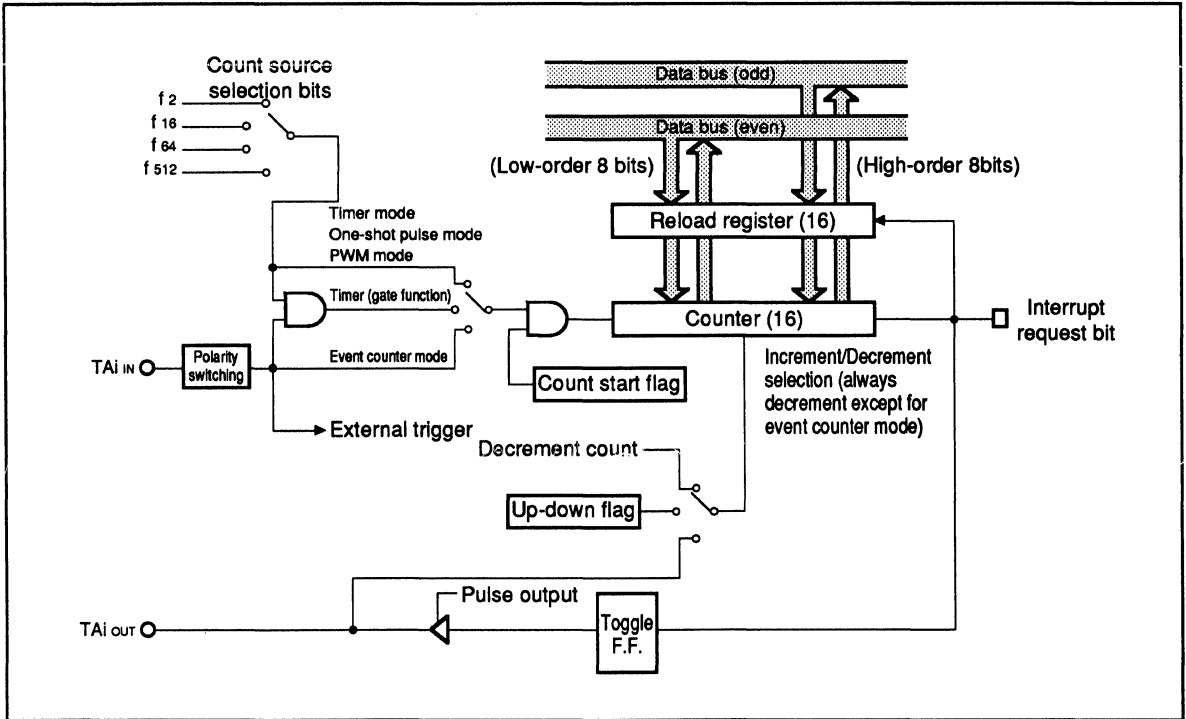 Count source
selection bits
f 2
f 16
f 64
f 512
Data bus (odd)
Data bus (even)
(Low-order 8 bits)
(High-order 8bits)
Reload register (16)
Timer mode
One-shot pulse mode
PWM mode
Timer (gate function)
Counter (16)
Interrupt
request bit
TAi IN
Polarity
switching
Event counter mode
Count start flag
Increment/Decrement
selection (always
decrement except for
event counter mode)
External trigger
Decrement count
Up-down flag
Pulse output
TAi OUT
Toggle
F.F.